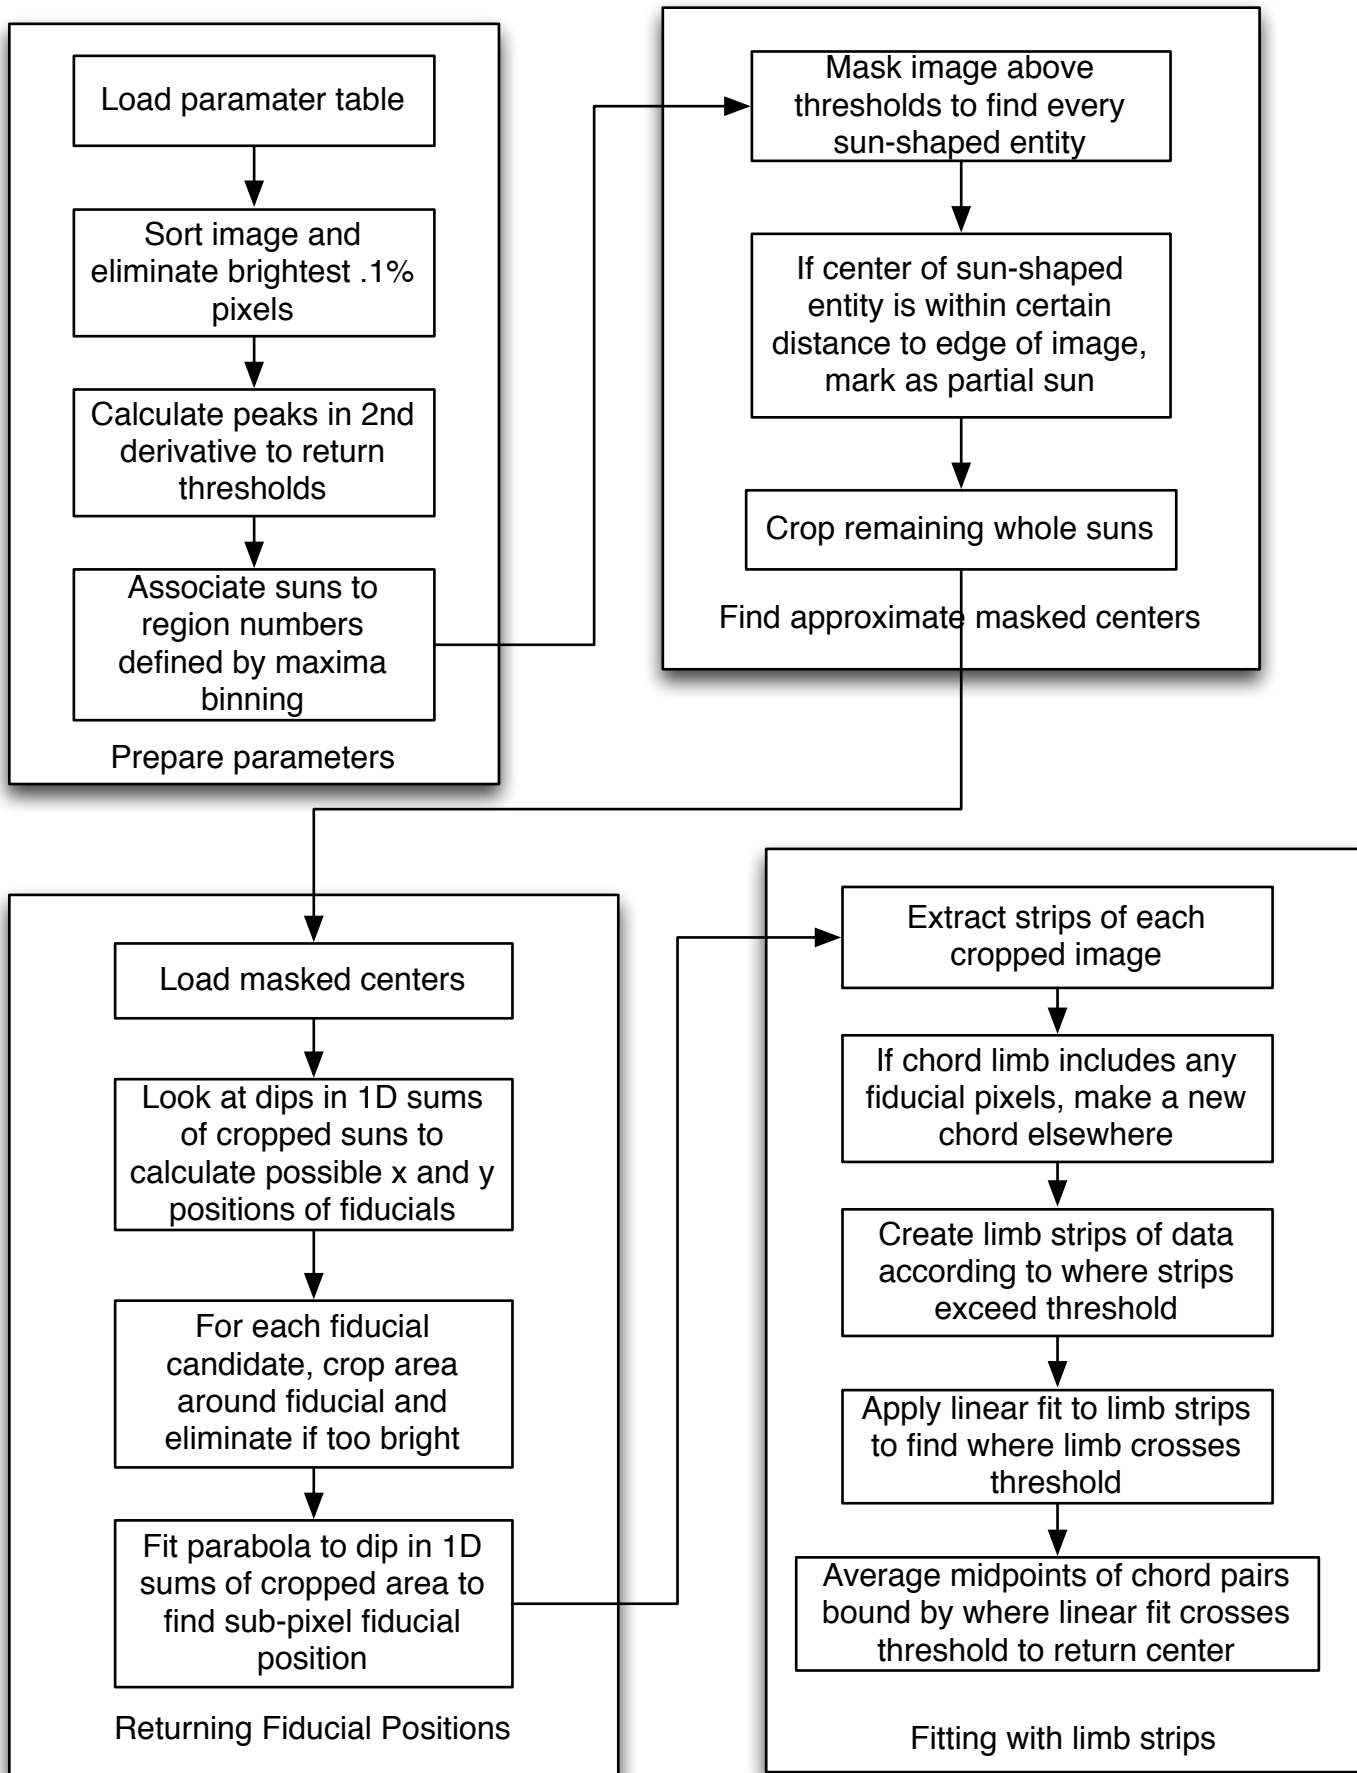 Load paramater table
Sort image and
eliminate brightest .1%
pixels
Calculate peaks in 2nd
derivative to return
thresholds
Associate suns to
region numbers
defined by maxima
binning
Prepare parameters
Mask image above
thresholds to find every
sun-shaped entity
If center of sun-shaped
entity is within certain
distance to edge of image,
mark as partial sun
Crop remaining whole suns
Find approximate masked centers
Load masked centers
Look at dips in 1D sums
of cropped suns to
calculate possible x and y
positions of fiducials
For each fiducial
candidate, crop area
around fiducial and
eliminate if too bright
Fit parabola to dip in 1D
sums of cropped area to
find sub-pixel fiducial
position
Returning Fiducial Positions
Extract strips of each
cropped image
If chord limb includes any
fiducial pixels, make a new
chord elsewhere
Create limb strips of data
according to where strips
exceed threshold
Apply linear fit to limb strips
to find where limb crosses
threshold
Average midpoints of chord pairs
bound by where linear fit crosses
threshold to return center
Fitting with limb strips